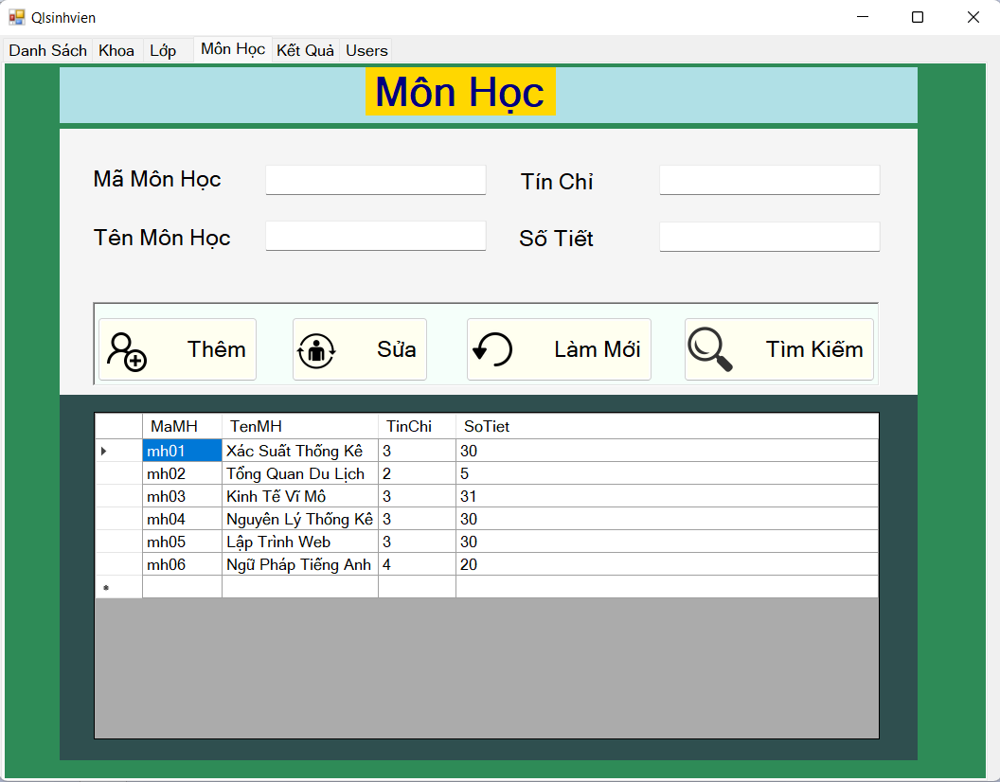 Qlsinhvien
Danh Sách Khoa Lớp Môn Học Kết Quả Users
Môn Học
Mã Môn Học Tín Chỉ
Tên Môn Học Số Tiết
Thêm Sửa Làm Mới Tìm Kiếm
MaMH TenMH TinChi SoTiet
mh01 Xác Suất Thống Kê 3 30
mh02 Tổng Quan Du Lịch 2 5
mh03 Kinh Tế Vĩ Mô 3 31
mh04 Nguyên Lý Thống Kê 3 30
mh05 Lập Trình Web 3 30
mh06 Ngữ Pháp Tiếng Anh 4 20